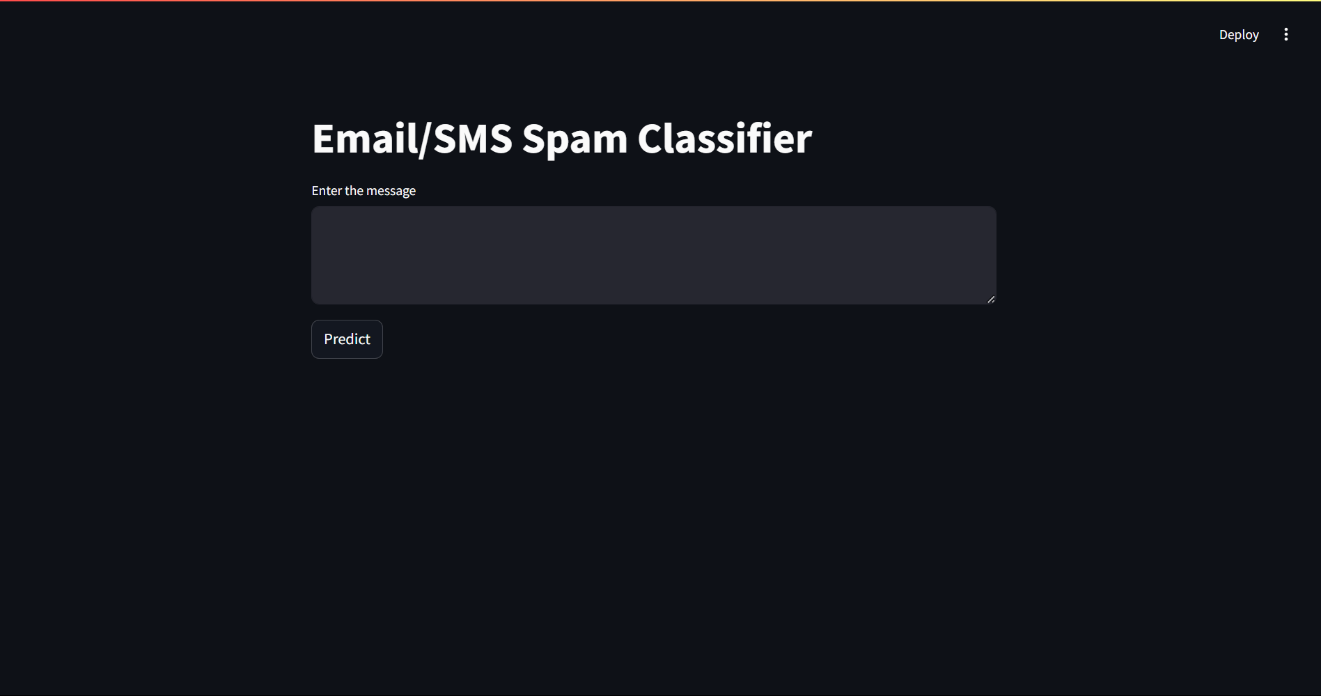 Deploy
Email/SMS Spam Classifier
Enter the message
Predict